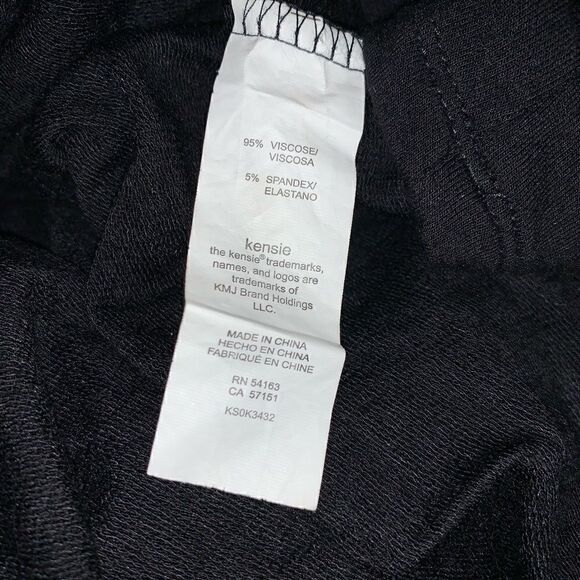 95% VISCOSE/
VISCOSA
5% SPANDEX/
ELASTANO
kensie
the kensie® trademarks,
names, and logos are
trademarks of
KMJ Brand Holdings
LLC.
MADE IN CHINA
HECHO EN CHINA
FABRIQUÉ EN CHINE
RN 54163
CA 57151
KS0K3432